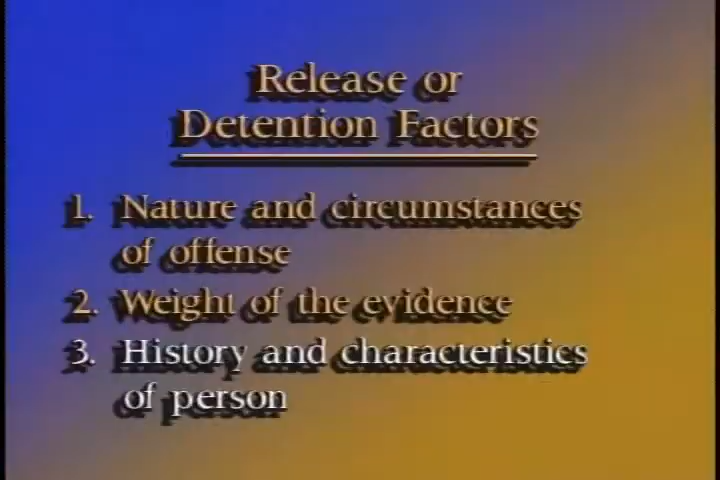 Release or
Detention Factors
1. Nature and circumstances
of offense
2. Weight of the evidence
3. History and characteristics
of person